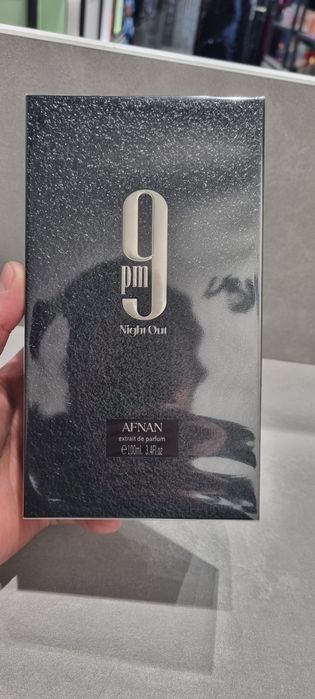 9
pm
Night Out
AFNAN
extrait de parfum
℮100ml. 3.4Fl.oz